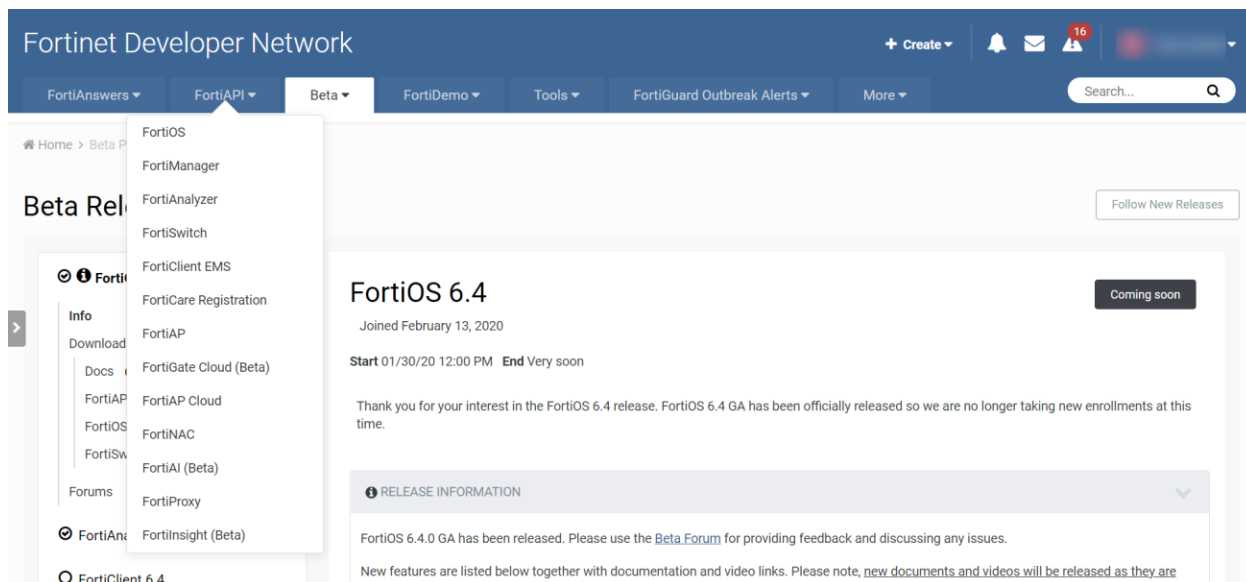 Fortinet Developer Network
+ Create
16
FortiAnswers
FortiAPI
Beta
FortiDemo
Tools
FortiGuard Outbreak Alerts
More
Search...
Home > Beta P
FortiOS
FortiManager
FortiAnalyzer
FortiSwitch
FortiClient EMS
FortiCare Registration
FortiAP
FortiGate Cloud (Beta)
FortiAP Cloud
FortiNAC
FortiAI (Beta)
FortiProxy
FortiInsight (Beta)
Beta Rel
Follow New Releases
Forti
Info
Download
Docs
FortiAP
FortiOS
FortiSw
Forums
FortiAna
FortiClient 6.4
FortiOS 6.4
Coming soon
Joined February 13, 2020
Start 01/30/20 12:00 PM End Very soon
Thank you for your interest in the FortiOS 6.4 release. FortiOS 6.4 GA has been officially released so we are no longer taking new enrollments at this
time.
RELEASE INFORMATION
FortiOS 6.4.0 GA has been released. Please use the Beta Forum for providing feedback and discussing any issues.
New features are listed below together with documentation and video links. Please note, new documents and videos will be released as they are